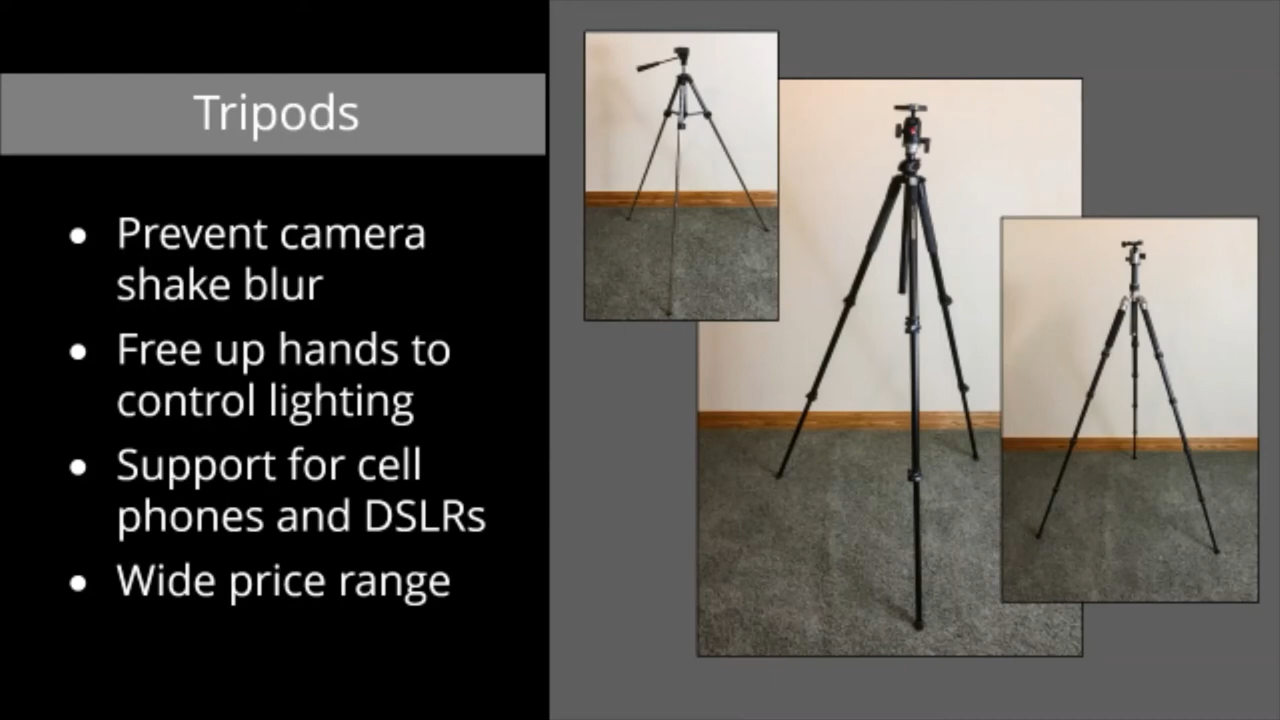 Tripods
• Prevent camera
shake blur
• Free up hands to
control lighting
• Support for cell
phones and DSLRs
• Wide price range